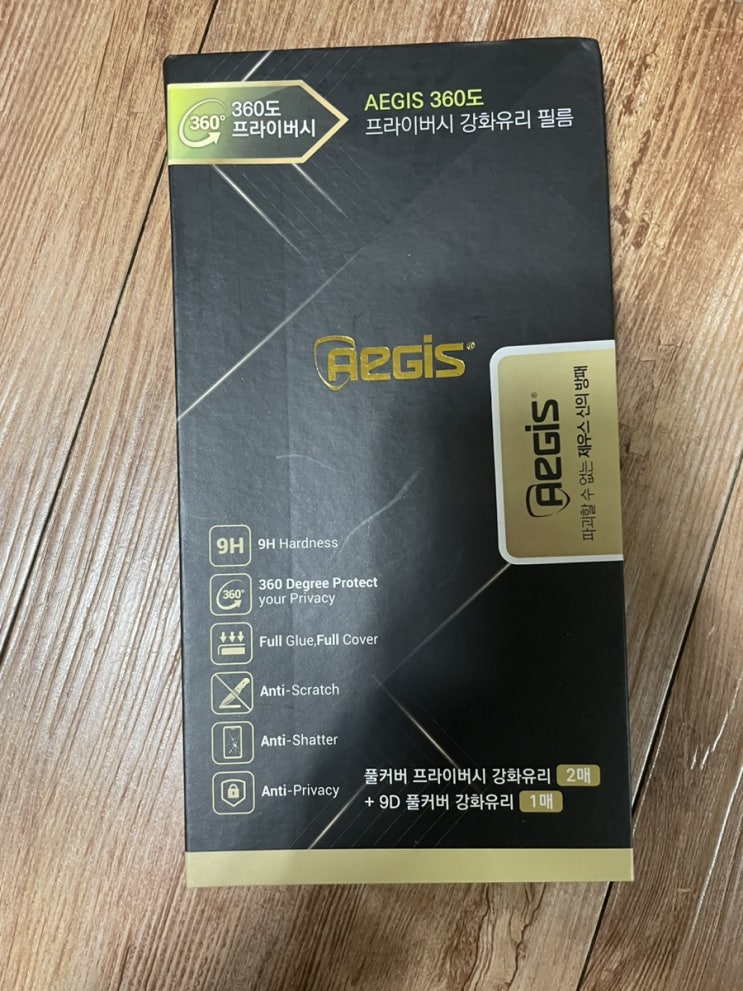 360°
360도
프라이버시
AEGIS 360도
프라이버시 강화유리 필름
AEGIS®
AEGIS®
파괴할 수 없는 제우스 신의 방패
9H
9H Hardness
360°
360 Degree Protect
your Privacy
Full Glue,Full Cover
Anti-Scratch
Anti-Shatter
Anti-Privacy
풀커버 프라이버시 강화유리 2매
+ 9D 풀커버 강화유리 1매